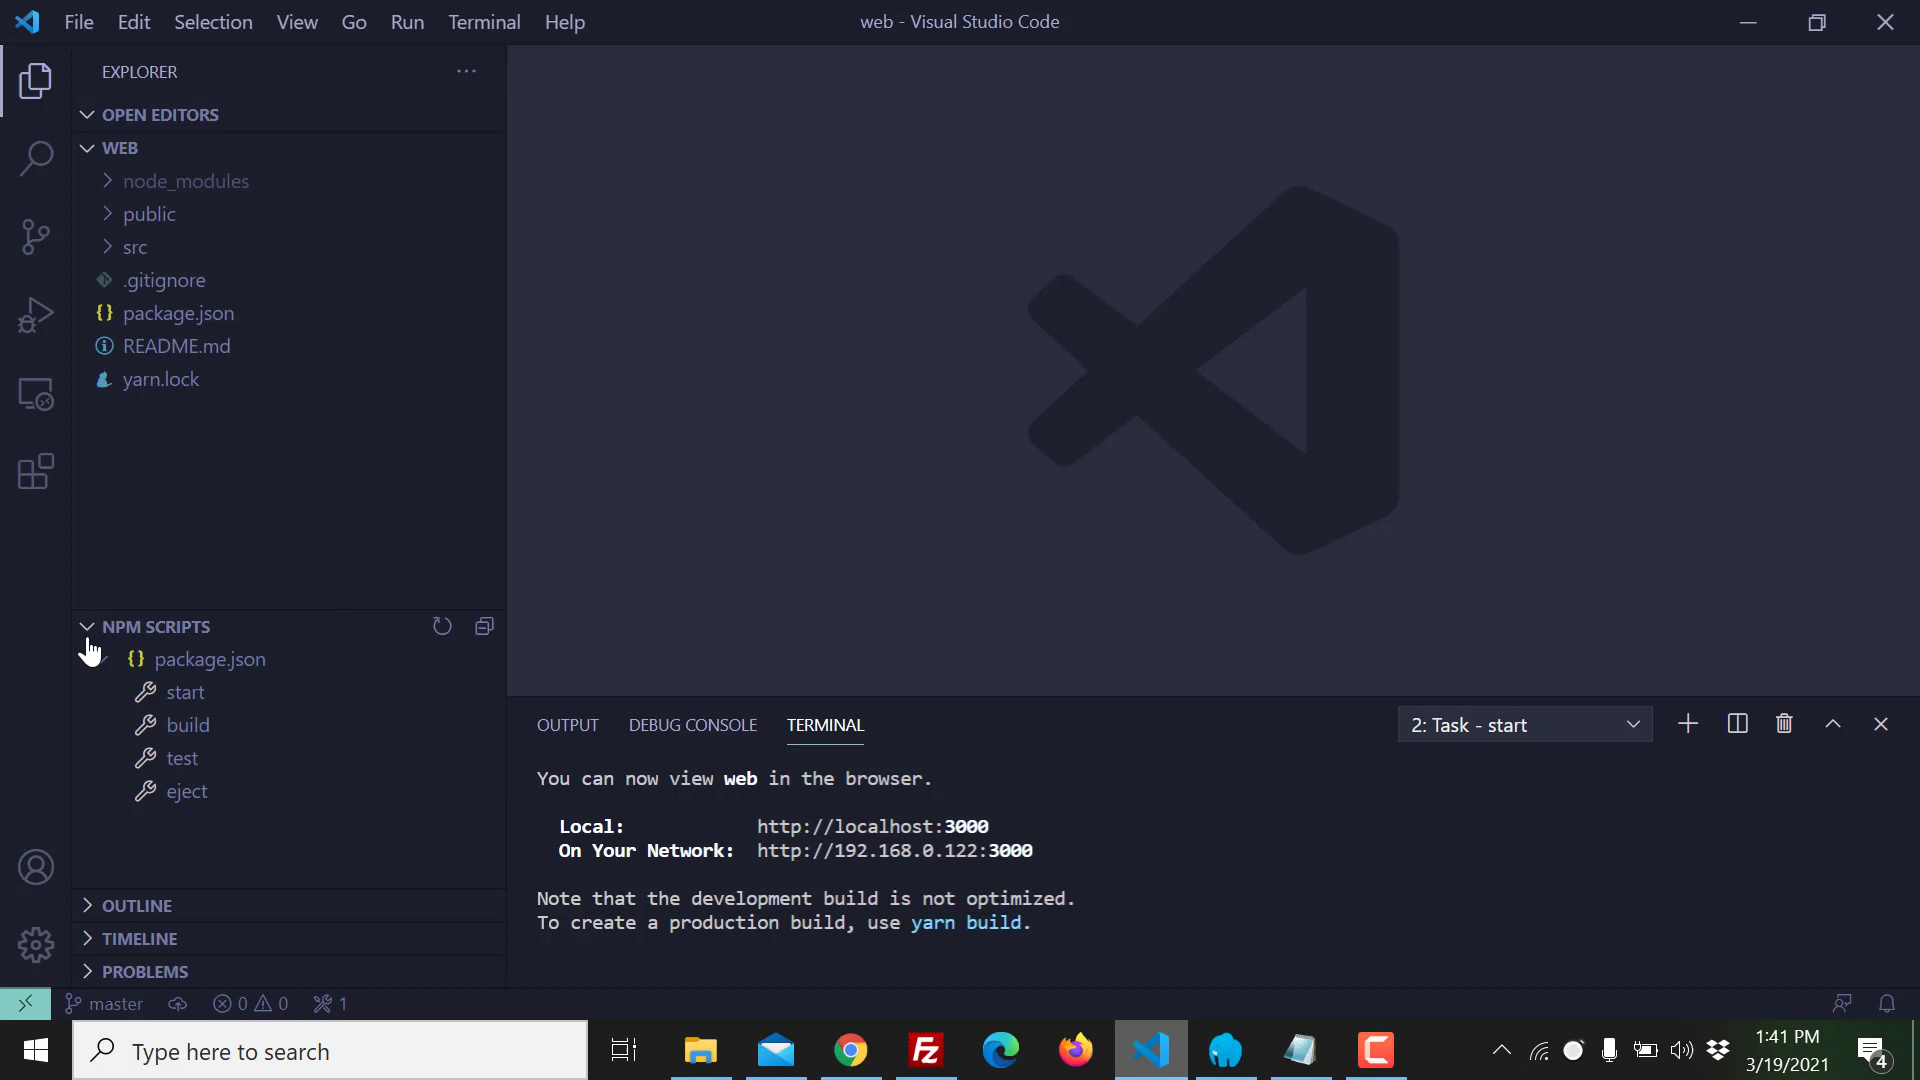 File Edit Selection View Go Run Terminal Help
web - Visual Studio Code
EXPLORER
OPEN EDITORS
WEB
node_modules
public
src
.gitignore
package.json
README.md
yarn.lock
NPM SCRIPTS
package.json
start
build
test
eject
OUTLINE
TIMELINE
PROBLEMS
OUTPUT DEBUG CONSOLE TERMINAL
2: Task - start
You can now view web in the browser.
Local: http://localhost:3000
On Your Network: http://192.168.0.122:3000
Note that the development build is not optimized.
To create a production build, use yarn build.
master 0 0 1
Type here to search
Fz
C
1:41 PM
3/19/2021
4